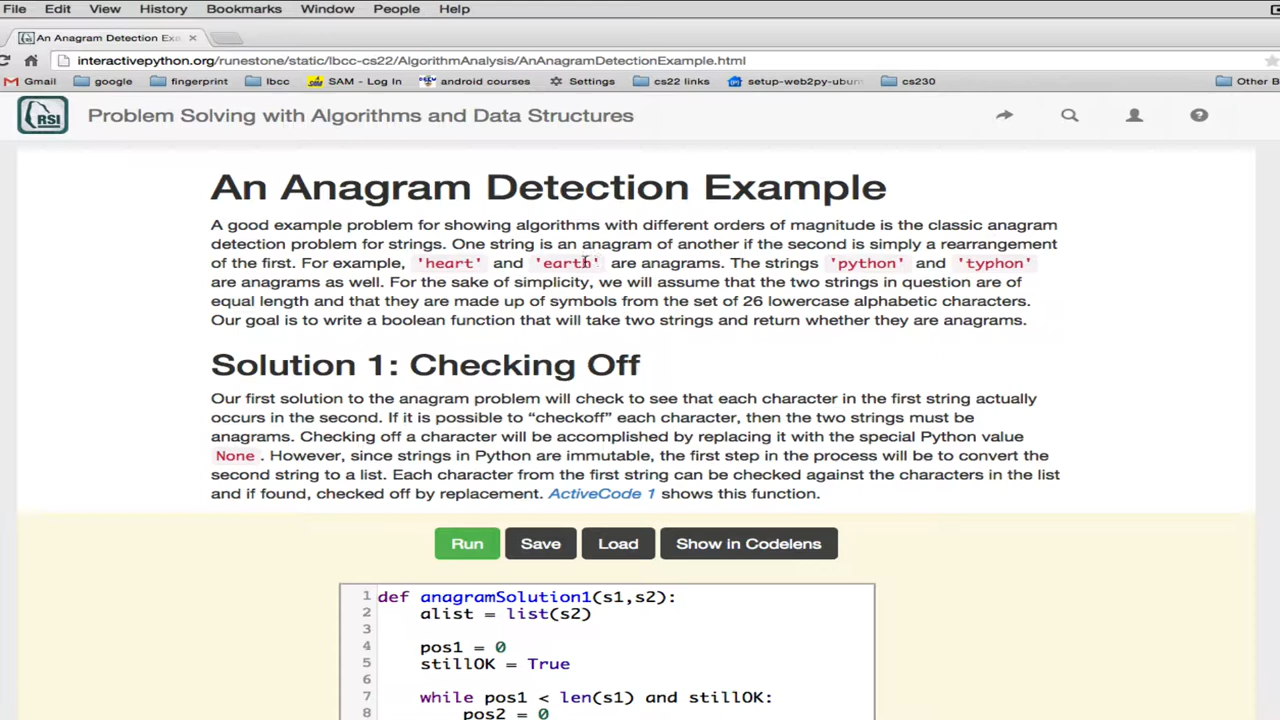 File Edit View History Bookmarks Window People Help
An Anagram Detection Exa
interactivepython.org/runestone/static/lbcc-cs22/AlgorithmAnalysis/AnAnagramDetectionExample.html
Gmail google fingerprint lbcc SAM - Log In android courses Settings cs22 links setup-web2py-ubun cs230 Other B
RSI Problem Solving with Algorithms and Data Structures
An Anagram Detection Example
A good example problem for showing algorithms with different orders of magnitude is the classic anagram
detection problem for strings. One string is an anagram of another if the second is simply a rearrangement
of the first. For example, 'heart' and 'earth' are anagrams. The strings 'python' and 'typhon'
are anagrams as well. For the sake of simplicity, we will assume that the two strings in question are of
equal length and that they are made up of symbols from the set of 26 lowercase alphabetic characters.
Our goal is to write a boolean function that will take two strings and return whether they are anagrams.
Solution 1: Checking Off
Our first solution to the anagram problem will check to see that each character in the first string actually
occurs in the second. If it is possible to “checkoff” each character, then the two strings must be
anagrams. Checking off a character will be accomplished by replacing it with the special Python value
None . However, since strings in Python are immutable, the first step in the process will be to convert the
second string to a list. Each character from the first string can be checked against the characters in the list
and if found, checked off by replacement. ActiveCode 1 shows this function.
Run Save Load Show in Codelens
1 def anagramSolution1(s1,s2):
2 alist = list(s2)
3
4 pos1 = 0
5 stillOK = True
6
7 while pos1 < len(s1) and stillOK:
8 pos2 = 0